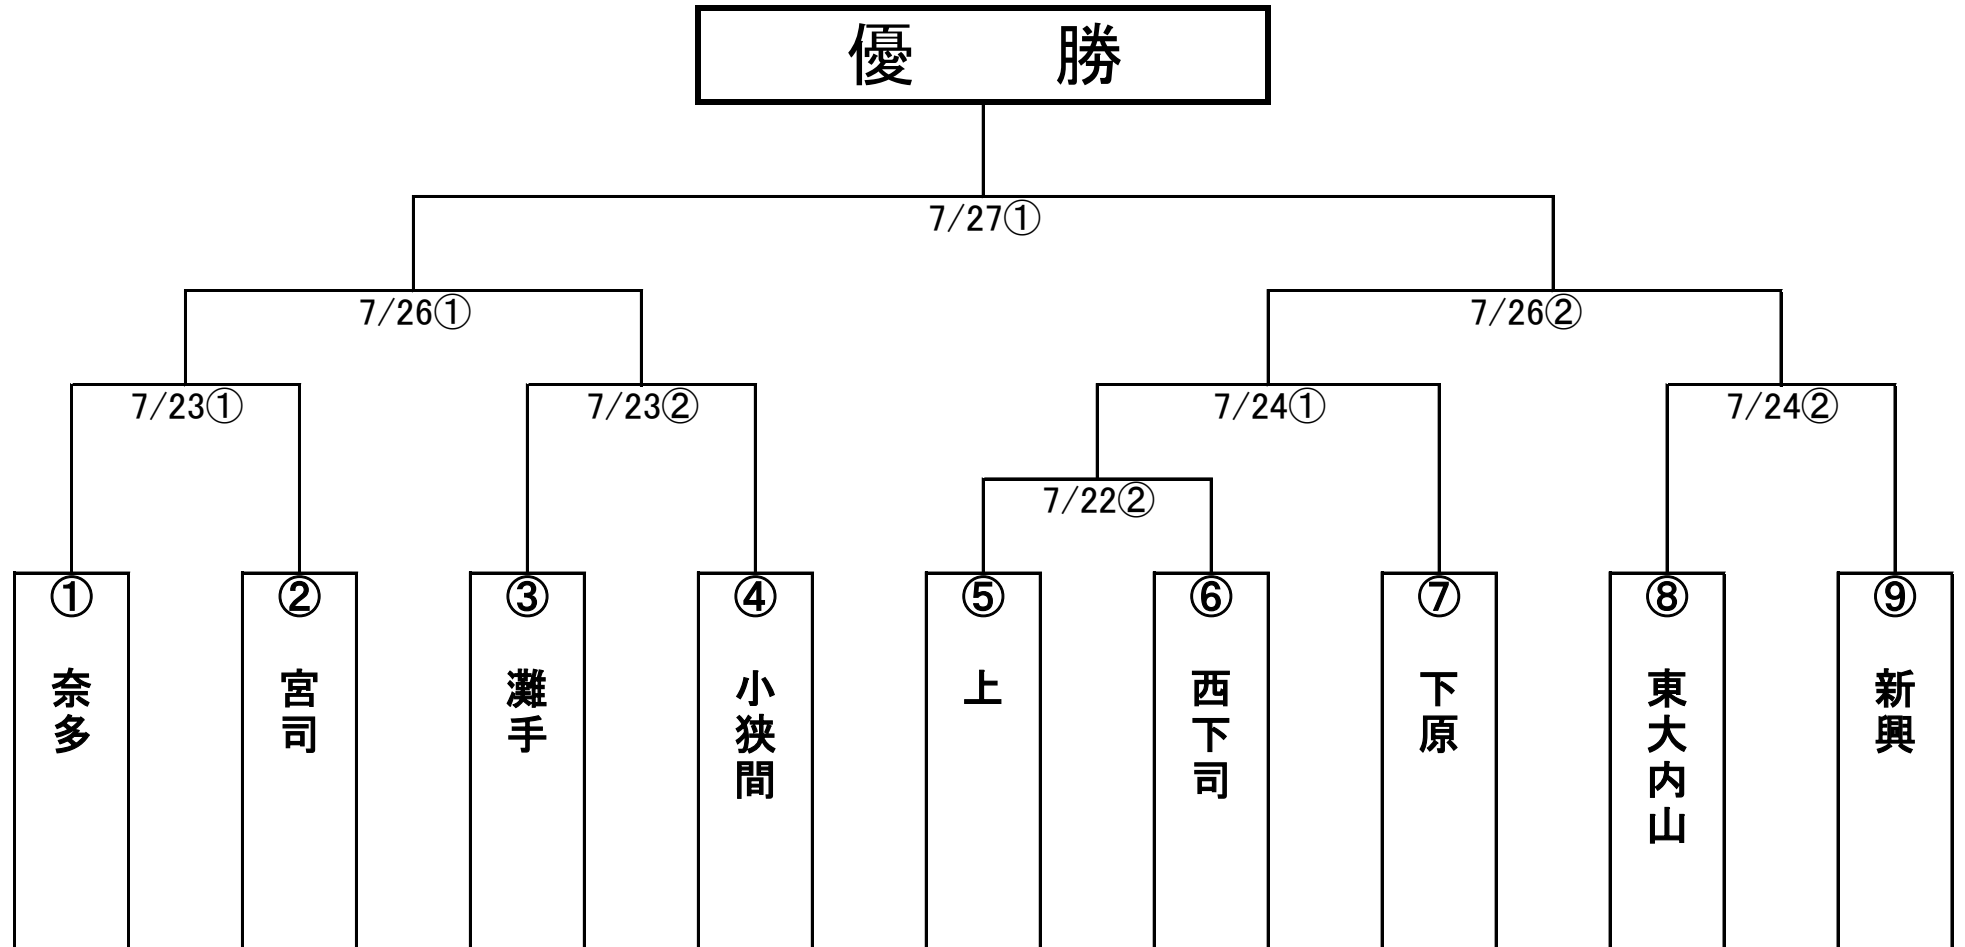 優　勝
7/27①
7/26①
7/26②
7/23①
7/23②
7/24①
7/24②
7/22②
①
奈多
②
宮司
③
灘手
④
小狭間
⑤
上
⑥
西下司
⑦
下原
⑧
東大内山
⑨
新興